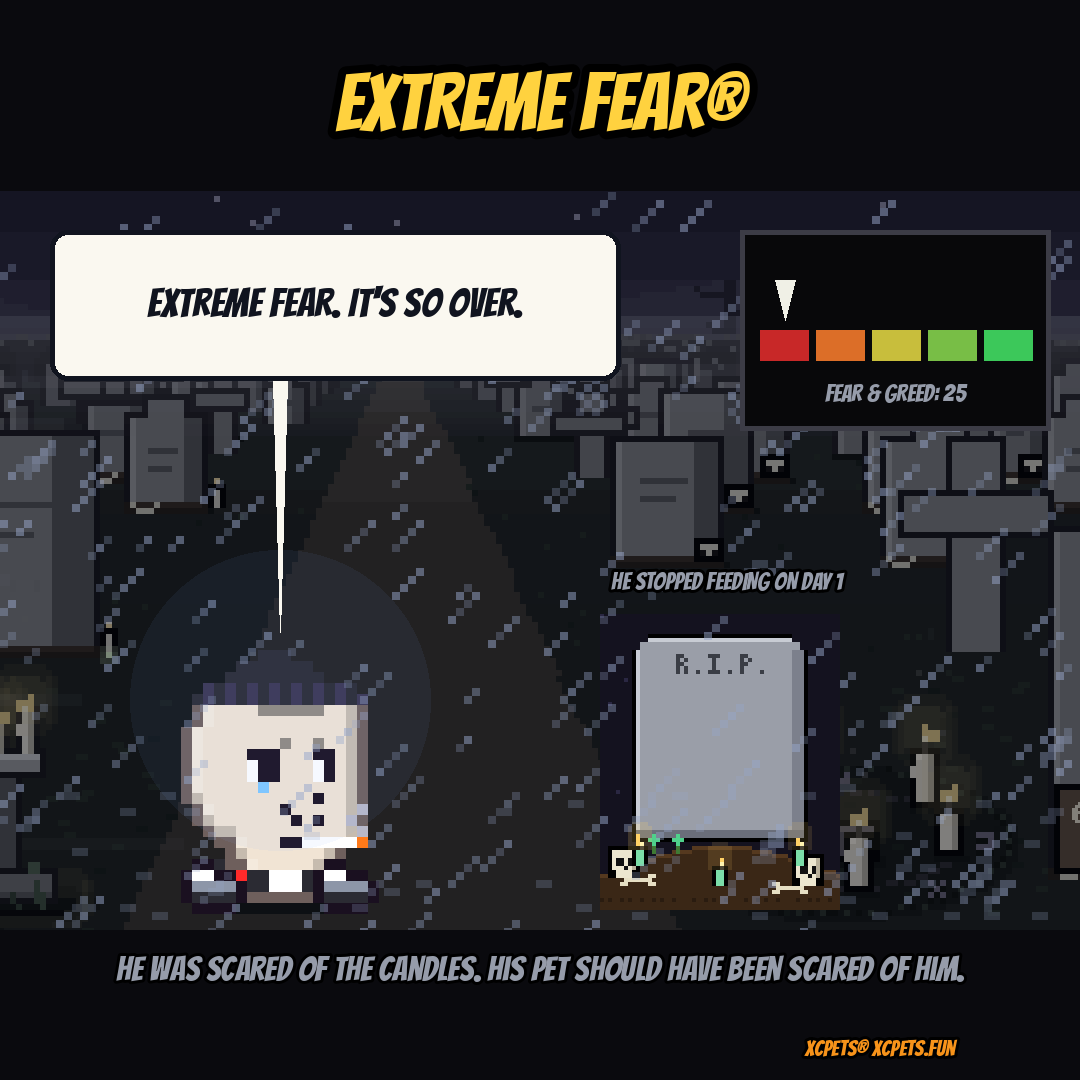 EXTREME FEAR®
EXTREME FEAR. IT'S SO OVER.
FEAR & GREED: 25
HE STOPPED FEEDING ON DAY 1
R.I.P.
HE WAS SCARED OF THE CANDLES. HIS PET SHOULD HAVE BEEN SCARED OF HIM.
XCPETS® XCPETS.FUN